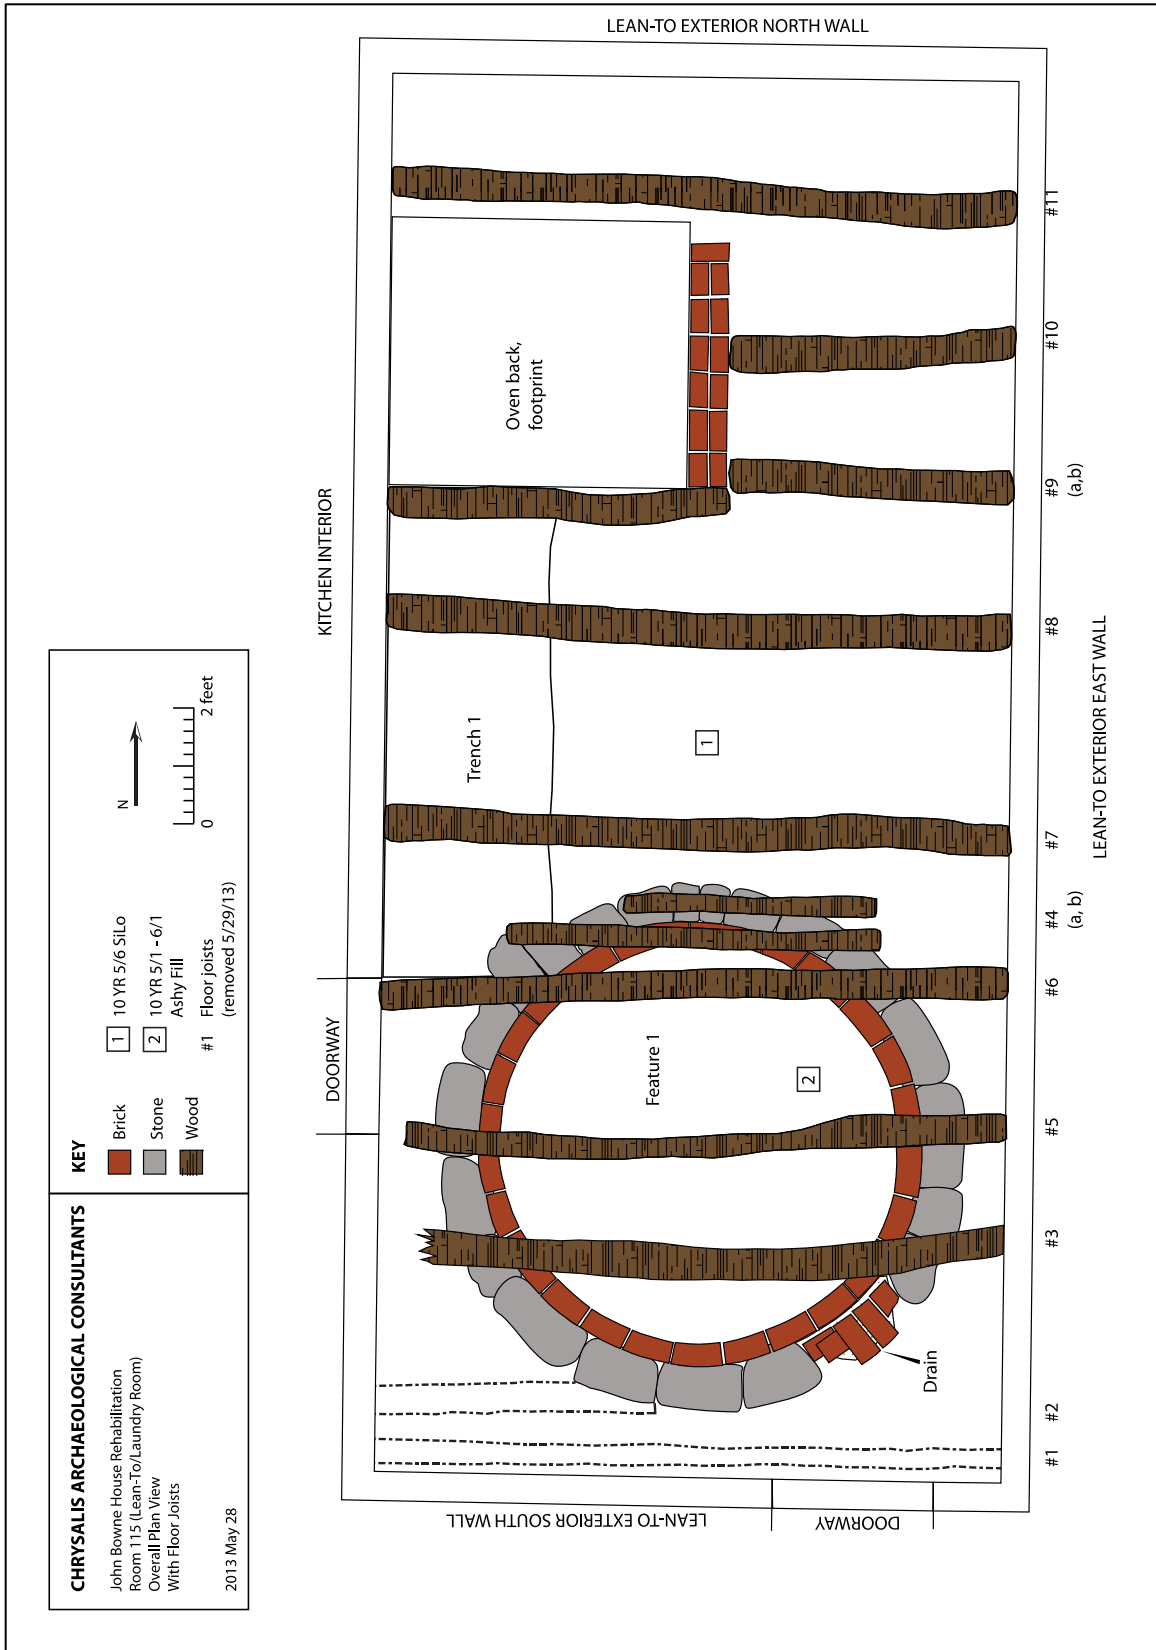 CHRYSALIS ARCHAEOLOGICAL CONSULTANTS
John Bowne House Rehabilitation
Room 115 (Lean-To/Laundry Room)
Overall Plan View
With Floor Joists
2013 May 28
KEY
Brick
Stone
Wood
1 10 YR 5/6 SiLo
2 10 YR 5/1 - 6/1
Ashy Fill
#1 Floor joists
(removed 5/29/13)
N
0 2 feet
LEAN-TO EXTERIOR NORTH WALL
KITCHEN INTERIOR
DOORWAY
LEAN-TO EXTERIOR SOUTH WALL
DOORWAY
LEAN-TO EXTERIOR EAST WALL
Oven back,
footprint
Trench 1
1
Feature 1
2
Drain
#1
#2
#3
#5
#6
#4
(a, b)
#7
#8
#9
(a,b)
#10
#11